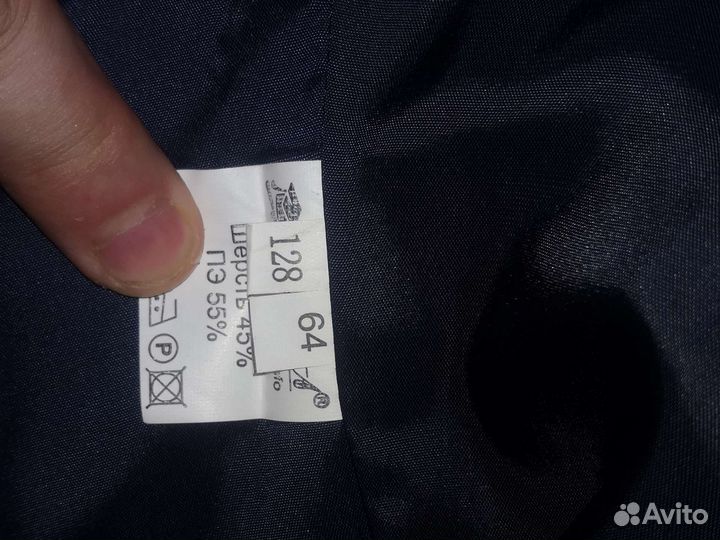 128
64
шерсть 45%
ПЭ 55%
P
®
Avito